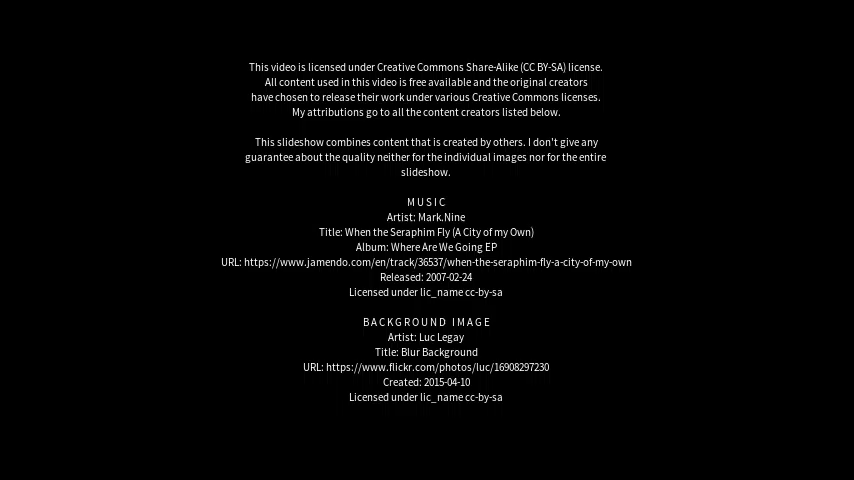 This video is licensed under Creative Commons Share-Alike (CC BY-SA) license.
All content used in this video is free available and the original creators
have chosen to release their work under various Creative Commons licenses.
My attributions go to all the content creators listed below.
This slideshow combines content that is created by others. I don't give any
guarantee about the quality neither for the individual images nor for the entire
slideshow.
MUSIC
Artist: Mark.Nine
Title: When the Seraphim Fly (A City of my Own)
Album: Where Are We Going EP
URL: https://www.jamendo.com/en/track/36537/when-the-seraphim-fly-a-city-of-my-own
Released: 2007-02-24
Licensed under lic_name cc-by-sa
BACKGROUND IMAGE
Artist: Luc Legay
Title: Blur Background
URL: https://www.flickr.com/photos/luc/16908297230
Created: 2015-04-10
Licensed under lic_name cc-by-sa